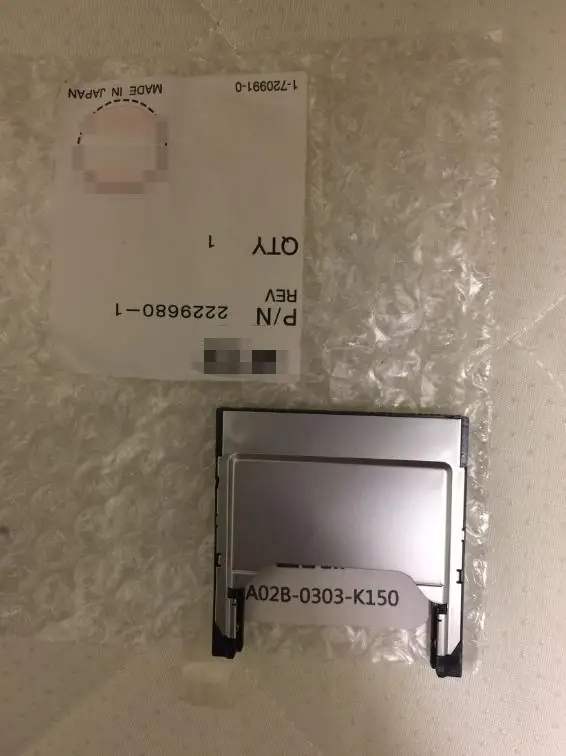 MADE IN JAPAN
1-720991-0
QTY 1
REV
P/N 2229680-1
A02B-0303-K150